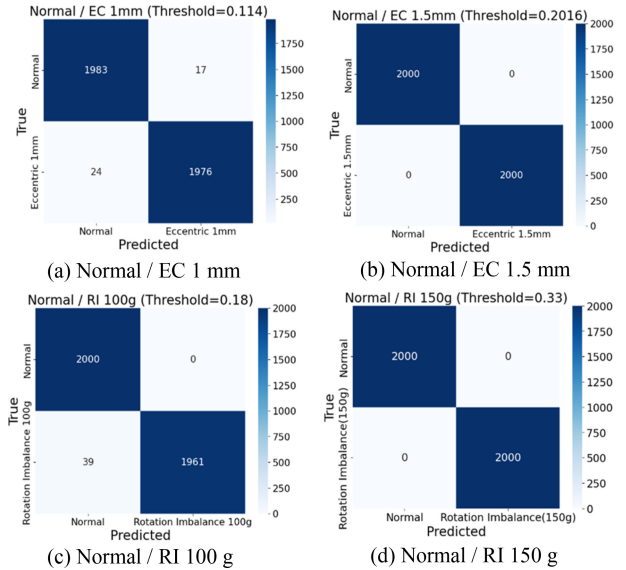 Normal / EC 1mm (Threshold=0.114)
True
Normal
Eccentric 1mm
1983
17
24
1976
1750
1500
1250
1000
750
500
250
Normal
Eccentric 1mm
Predicted
(a) Normal / EC 1 mm
Normal / EC 1.5mm (Threshold=0.2016)
True
Normal
Eccentric 1.5mm
2000
0
0
2000
2000
1750
1500
1250
1000
750
500
250
0
Normal
Eccentric 1.5mm
Predicted
(b) Normal / EC 1.5 mm
Normal / RI 100g (Threshold=0.18)
True
Normal
Rotation Imbalance 100g
2000
0
39
1961
2000
1750
1500
1250
1000
750
500
250
0
Normal
Rotation Imbalance 100g
Predicted
(c) Normal / RI 100 g
Normal / RI 150g (Threshold=0.33)
True
Normal
Rotation Imbalance(150g)
2000
0
0
2000
2000
1750
1500
1250
1000
750
500
250
0
Normal
Rotation Imbalance(150g)
Predicted
(d) Normal / RI 150 g